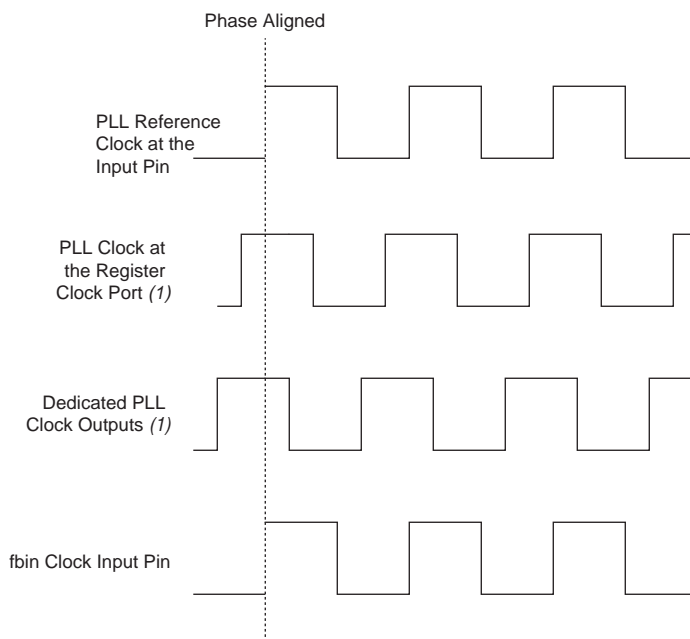 Phase Aligned
PLL Reference
Clock at the
Input Pin
PLL Clock at
the Register
Clock Port (1)
Dedicated PLL
Clock Outputs (1)
fbin Clock Input Pin